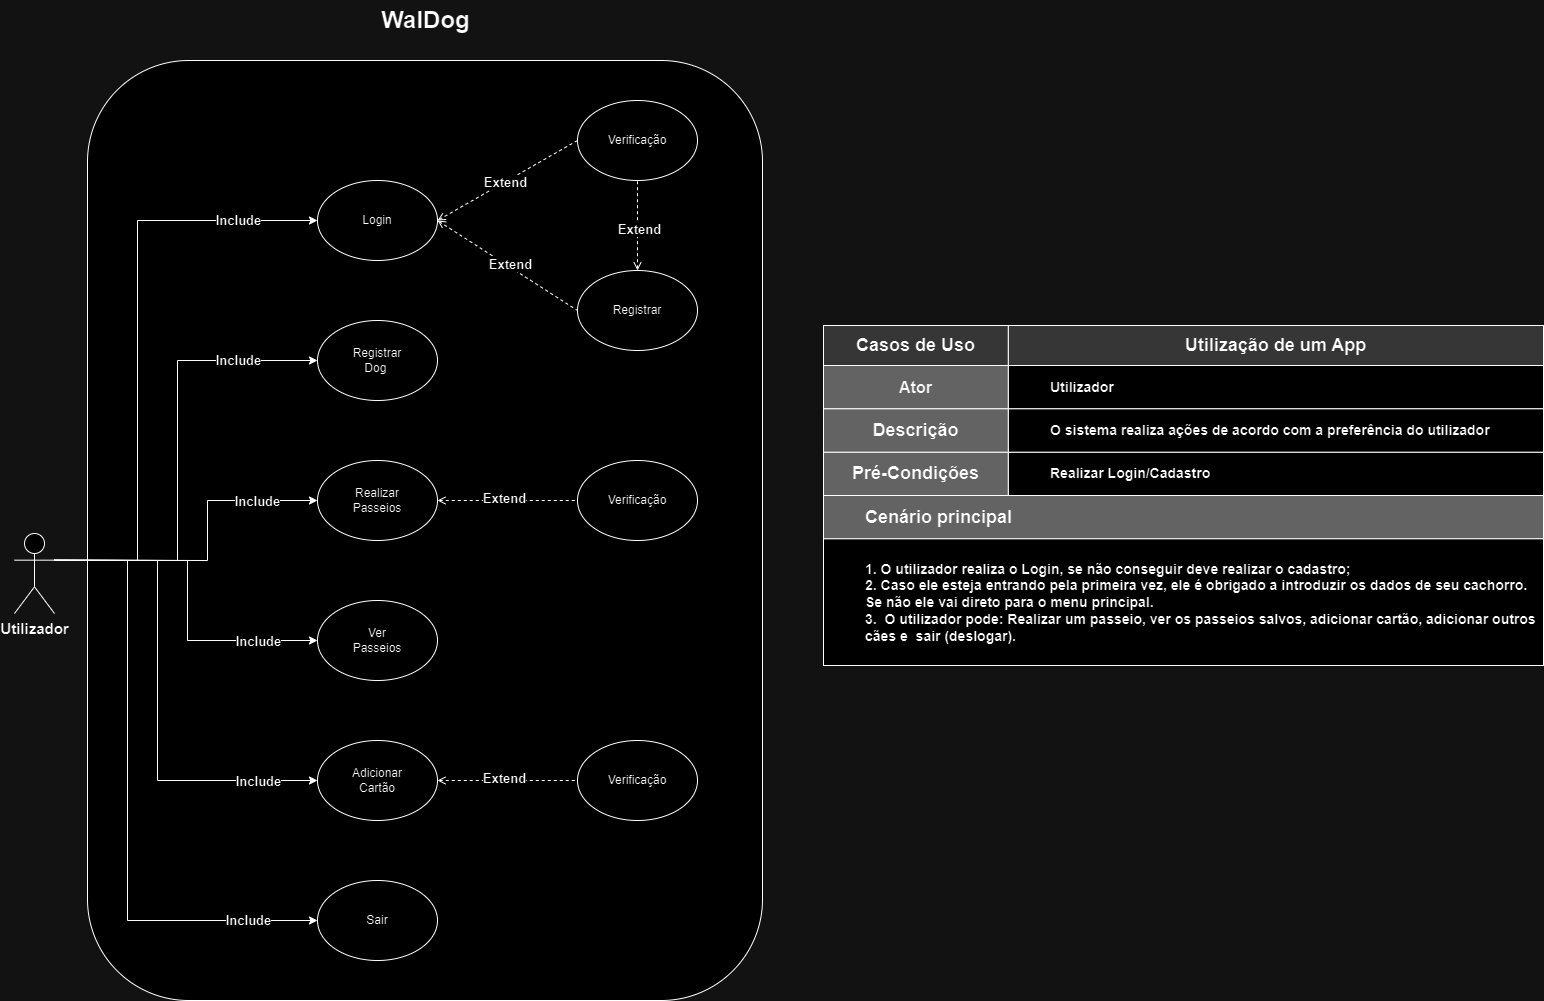 WalDog
Verificação
Extend
Login
Include
Extend
Extend
Registrar
Registrar
Dog
Include
Realizar
Passeios
Include
Extend
Verificação
Utilizador
Ver
Passeios
Include
Adicionar
Cartão
Include
Extend
Verificação
Include
Sair
Casos de Uso
Utilização de um App
Ator
Utilizador
Descrição
O sistema realiza ações de acordo com a preferência do utilizador
Pré-Condições
Realizar Login/Cadastro
Cenário principal
1. O utilizador realiza o Login, se não conseguir deve realizar o cadastro;
2. Caso ele esteja entrando pela primeira vez, ele é obrigado a introduzir os dados de seu cachorro.
Se não ele vai direto para o menu principal.
3.  O utilizador pode: Realizar um passeio, ver os passeios salvos, adicionar cartão, adicionar outros
cães e  sair (deslogar).